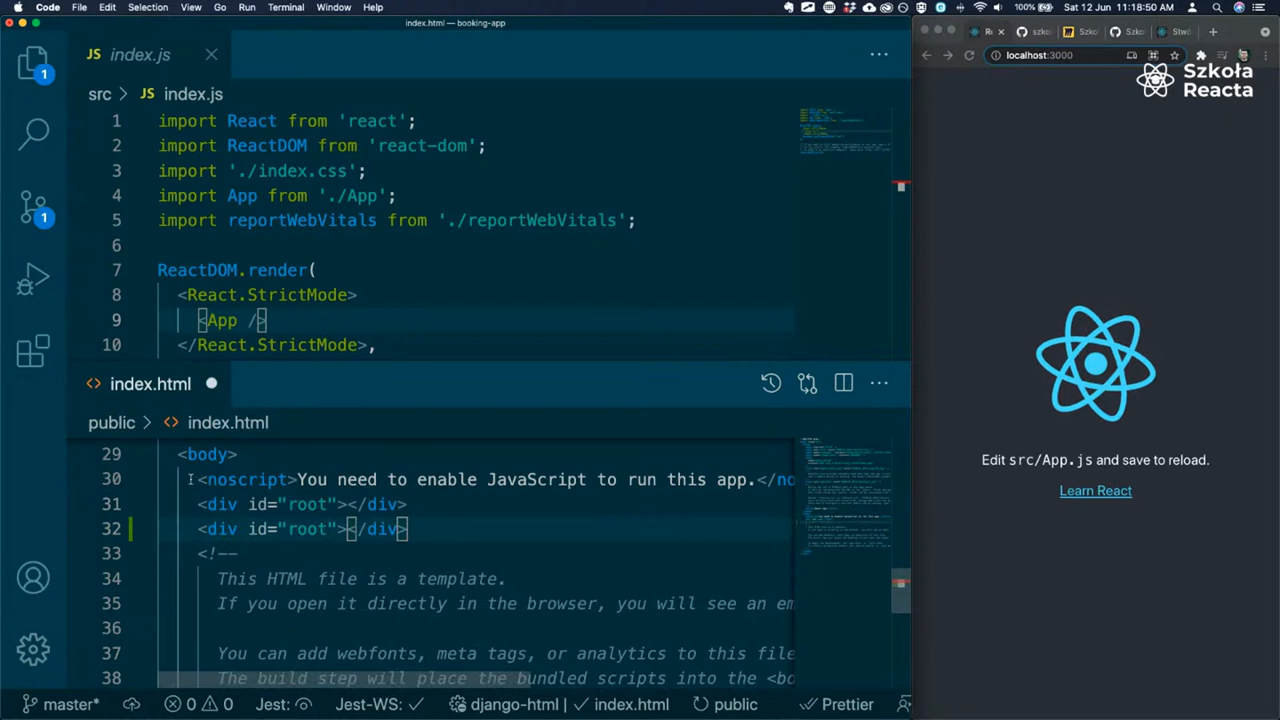 Code File Edit Selection View Go Run Terminal Window Help 100% Sat 12 Jun 11:18:50 AM
index.html — booking-app
JS index.js
src > JS index.js
1 import React from 'react';
2 import ReactDOM from 'react-dom';
3 import './index.css';
4 import App from './App';
5 import reportWebVitals from './reportWebVitals';
6
7 ReactDOM.render(
8 <React.StrictMode>
9 <App />
10 </React.StrictMode>,
1
1
index.html
public > index.html
29 <body>
<noscript>You need to enable JavaScript to run this app.</no
31 <div id="root"></div>
32 <div id="root"></div>
33 <!--
34 This HTML file is a template.
35 If you open it directly in the browser, you will see an em
36
37 You can add webfonts, meta tags, or analytics to this file
38 The build step will place the bundled scripts into the <bo
master* 0 0 Jest: Jest-WS: django-html index.html public Prettier
Re szko Szko Szko Stwó
localhost:3000
Szkoła
Reacta
Edit src/App.js and save to reload.
Learn React